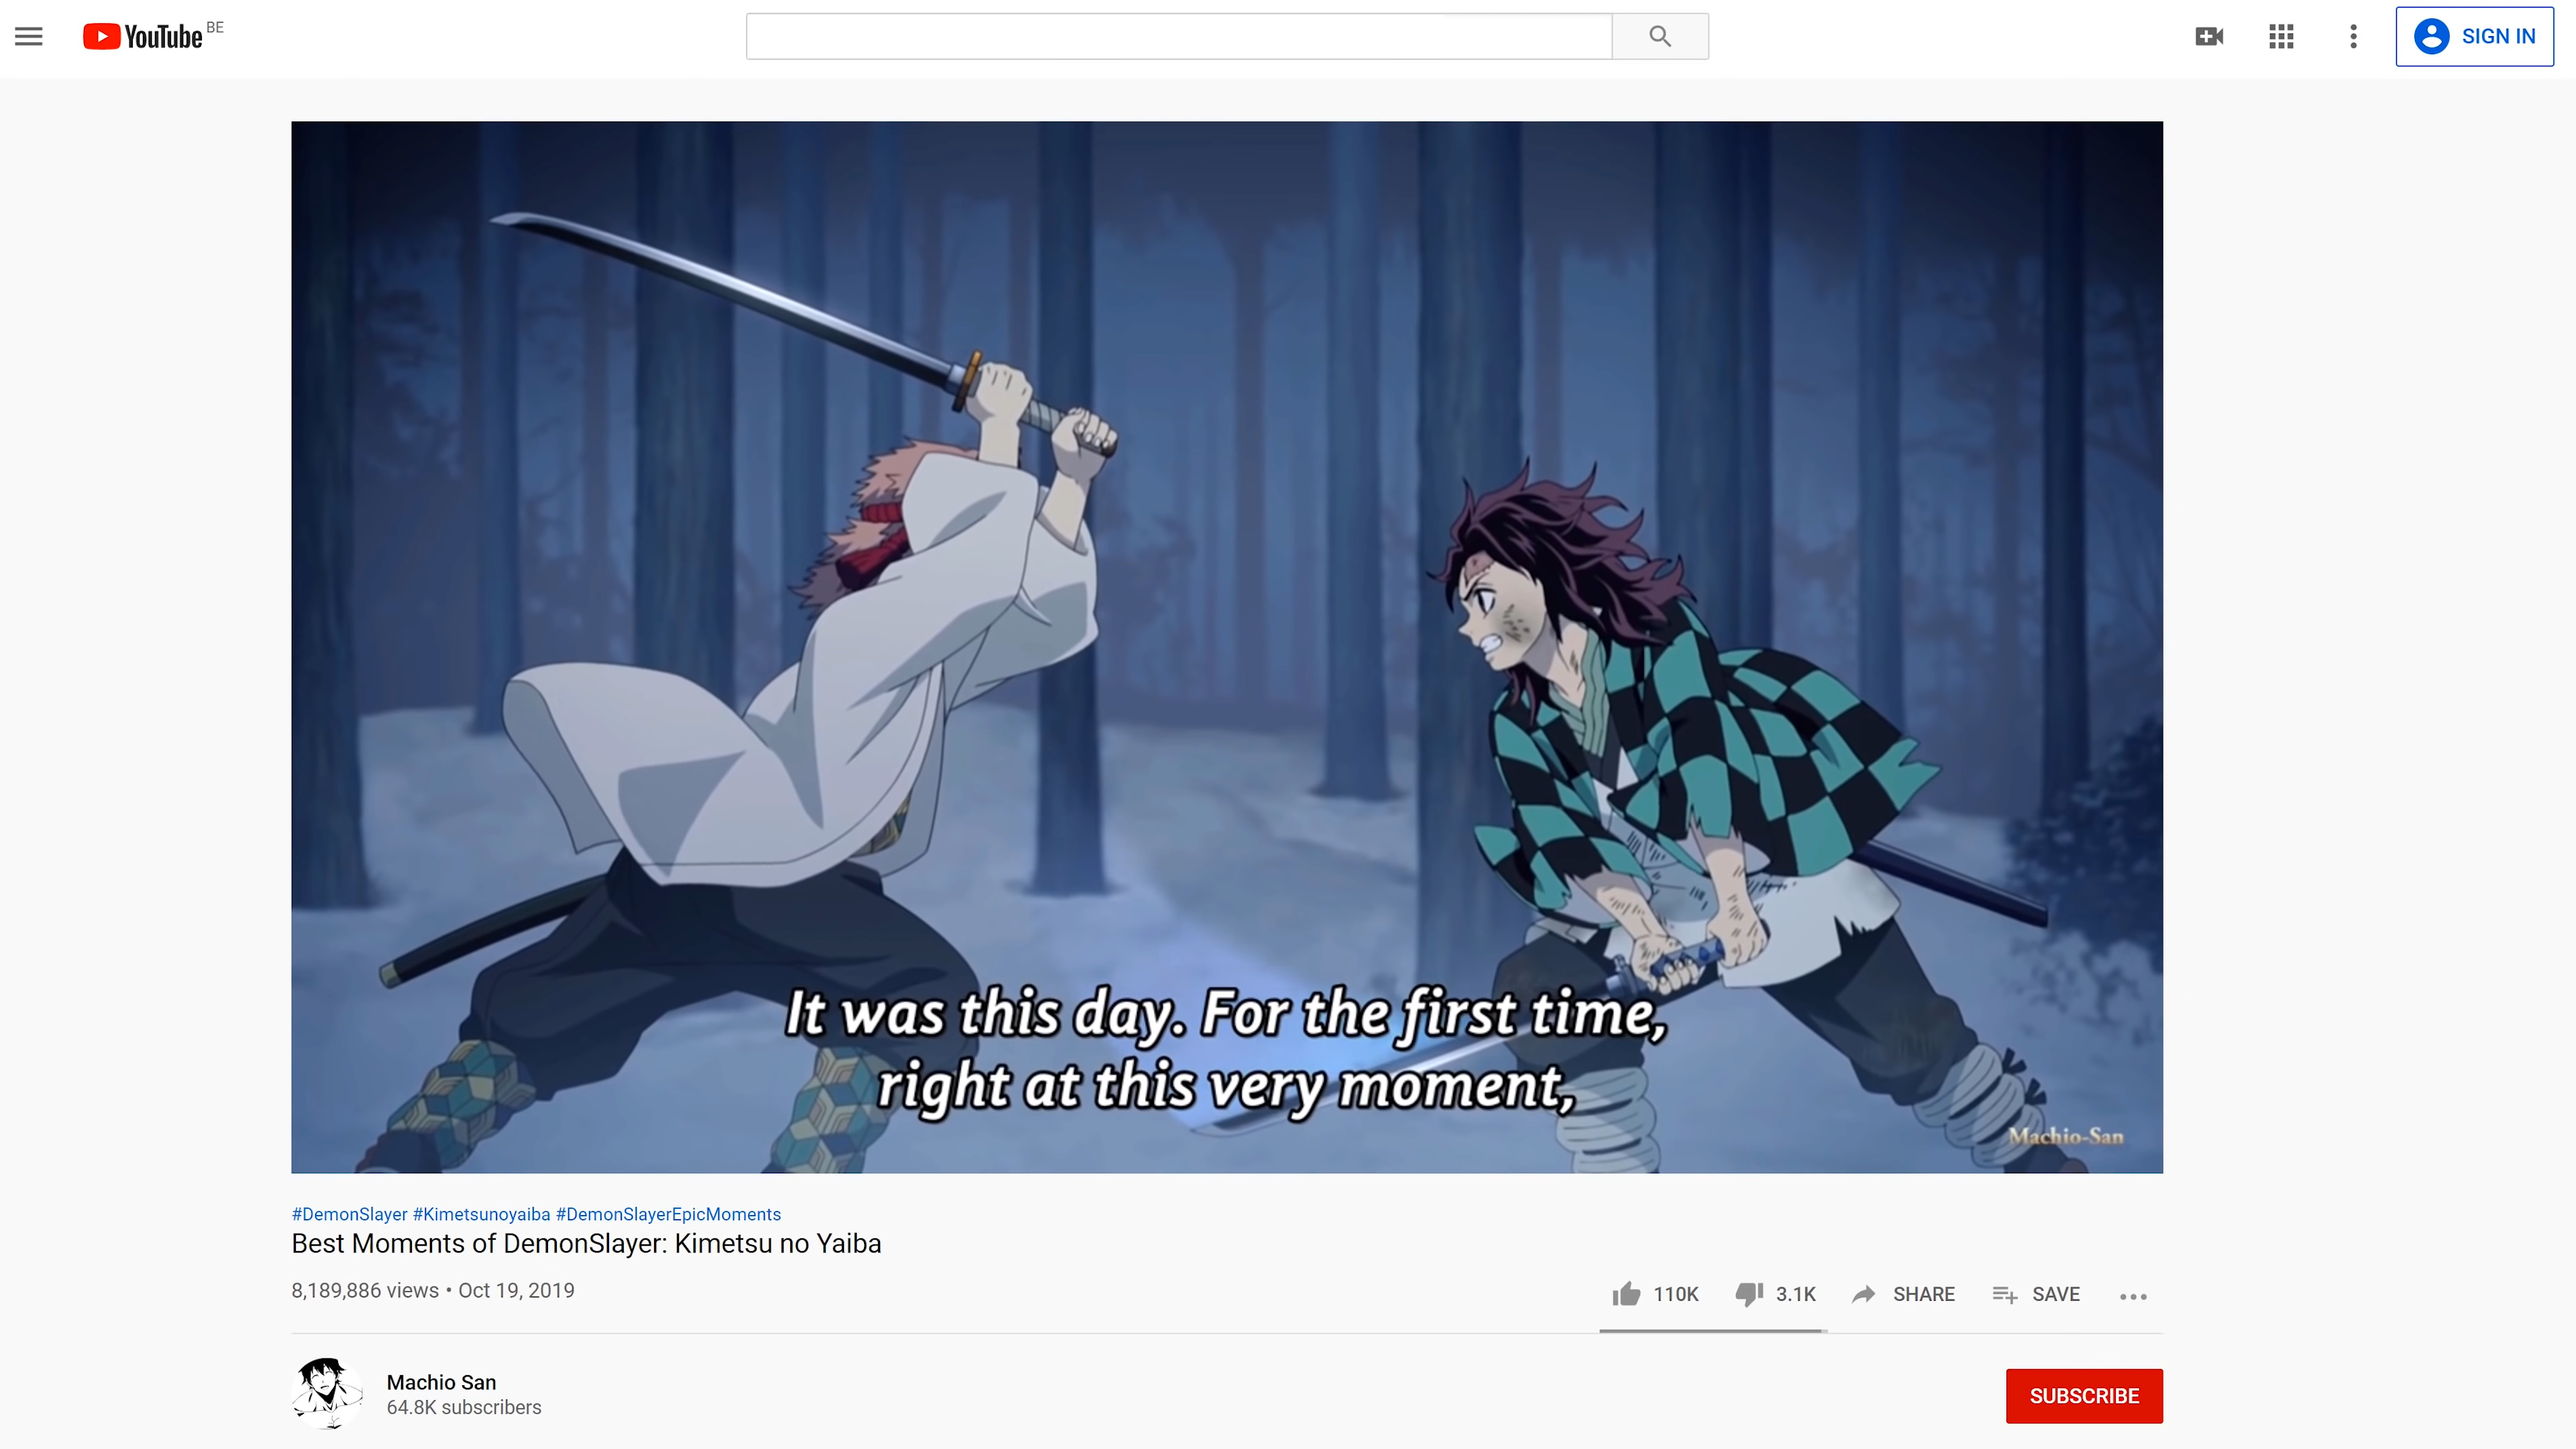 YouTube BE
SIGN IN
It was this day. For the first time,
right at this very moment,
Machio-San
#DemonSlayer #Kimetsunoyaiba #DemonSlayerEpicMoments
Best Moments of DemonSlayer: Kimetsu no Yaiba
8,189,886 views • Oct 19, 2019
110K 3.1K SHARE SAVE
Machio San
64.8K subscribers
SUBSCRIBE